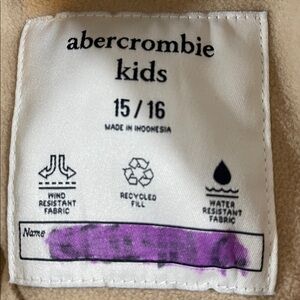 abercrombie
kids
15/16
MADE IN INDONESIA
WIND
RESISTANT
FABRIC
RECYCLED
FILL
WATER
RESISTANT
FABRIC
Name